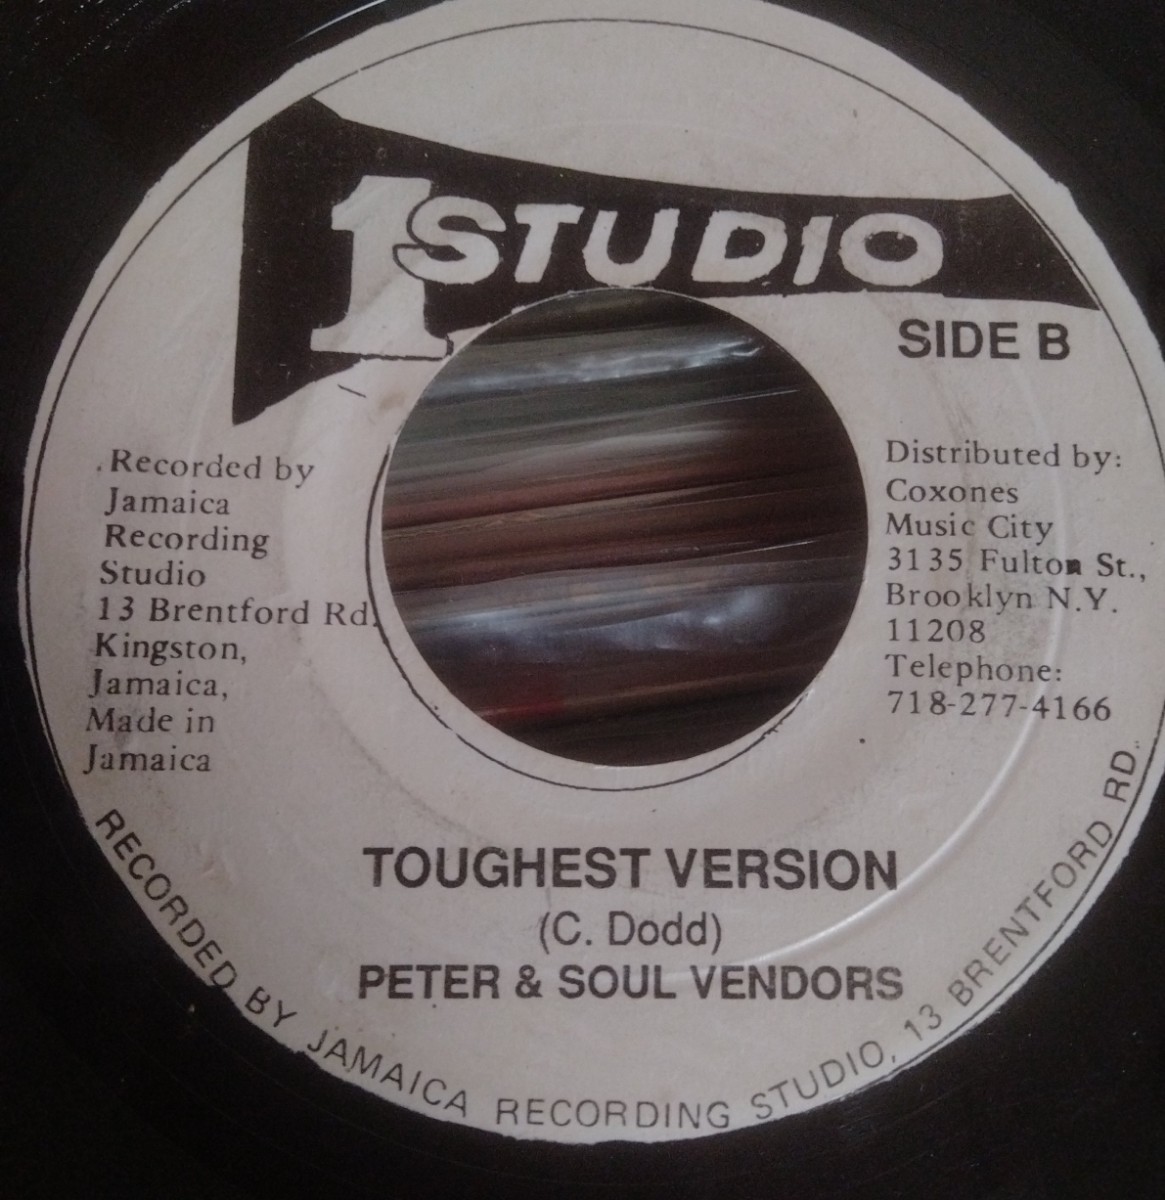 1 STUDIO
SIDE B
. Recorded by
Jamaica
Recording
Studio
13 Brentford Rd.
Kingston,
Jamaica,
Made in
Jamaica
Distributed by:
Coxones
Music City
3135 Fulton St.,
Brooklyn N.Y.
11208
Telephone:
718-277-4166
TOUGHEST VERSION
(C. Dodd)
PETER & SOUL VENDORS
RECORDED BY JAMAICA RECORDING STUDIO, 13 BRENTFORD RD.